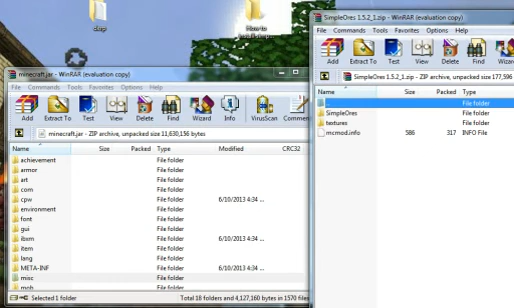 How to
minecraft.jar - WinRAR (evaluation copy)
File Commands Tools Favorites Options Help
Add Extract To Test View Delete Find Wizard Info VirusScan Comment
minecraft.jar - ZIP archive, unpacked size 11,630,156 bytes
Name Size Packed Type Modified CRC32
achievement File folder
armor File folder
art File folder
com File folder
cpw File folder 6/10/2013 4:34 ...
environment File folder
font File folder
gui File folder
ibxm File folder 6/10/2013 4:34 ...
item File folder
lang File folder
META-INF File folder 6/10/2013 4:34 ...
misc File folder
mob File folder
Selected 1 folder Total 18 folders and 4,127,160 bytes in 1570 files
SimpleOres 1.5.2_1.zip - WinRAR (evaluation copy)
File Commands Tools Favorites Options Help
Add Extract To Test View Delete Find
SimpleOres 1.5.2_1.zip - ZIP archive, unpacked size 177,596
Name Size Packed Type
.. File folder
SimpleOres File folder
textures File folder
mcmod.info 586 317 INFO File